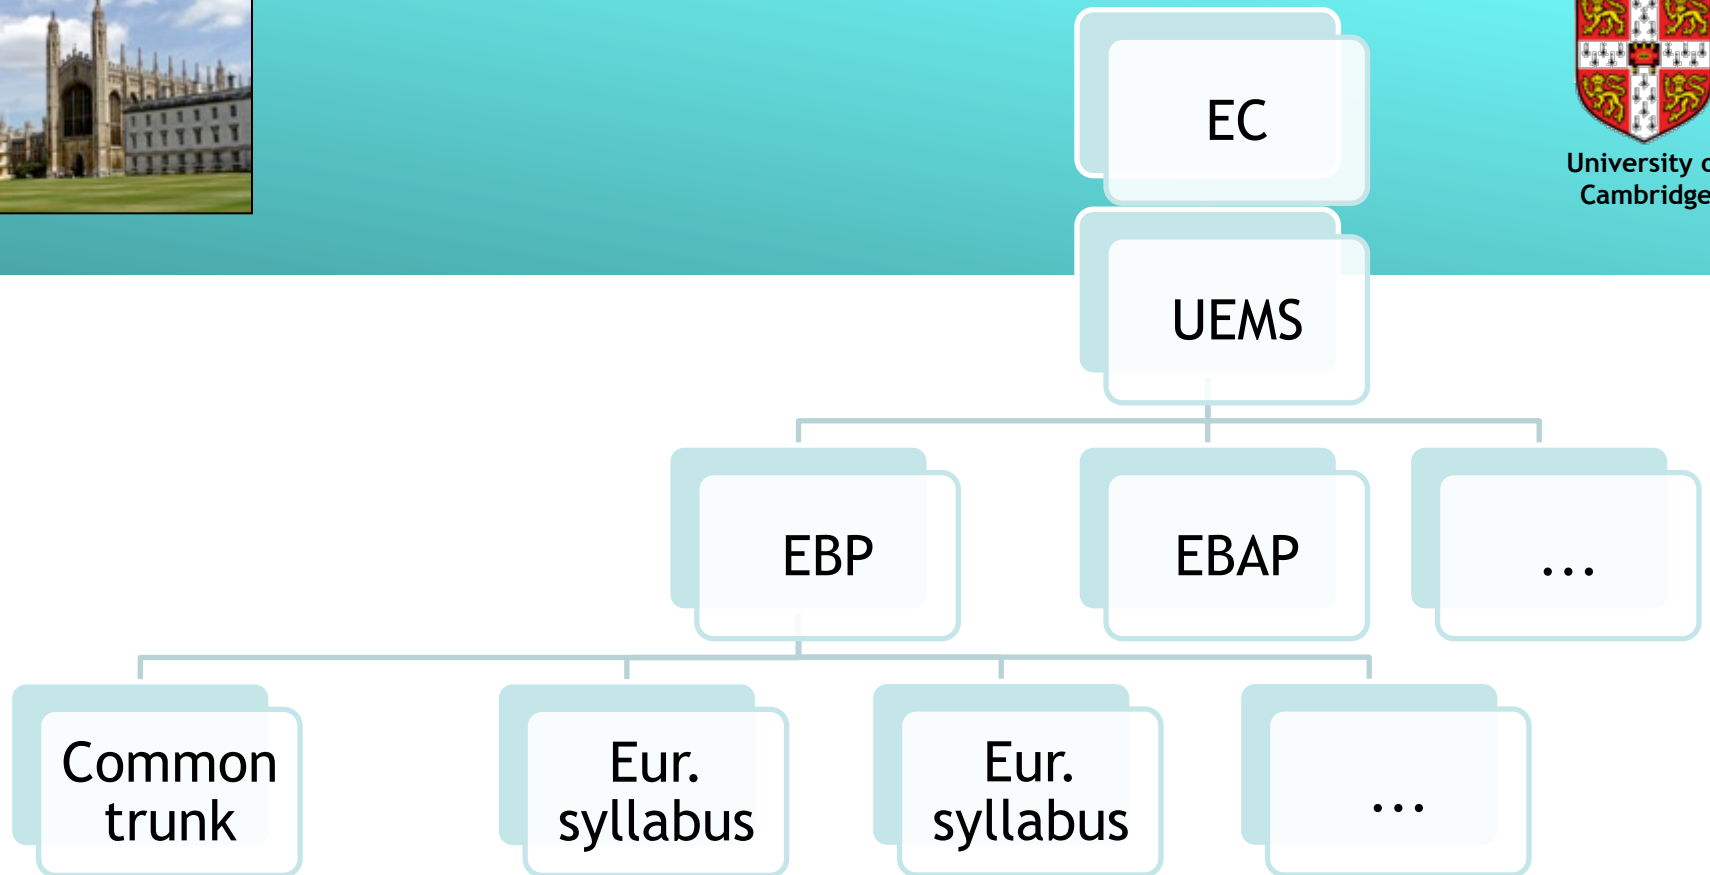 EC
University
Cambridge
UEMS
EBP
EBAP
...
Common
trunk
Eur.
syllabus
Eur.
syllabus
...